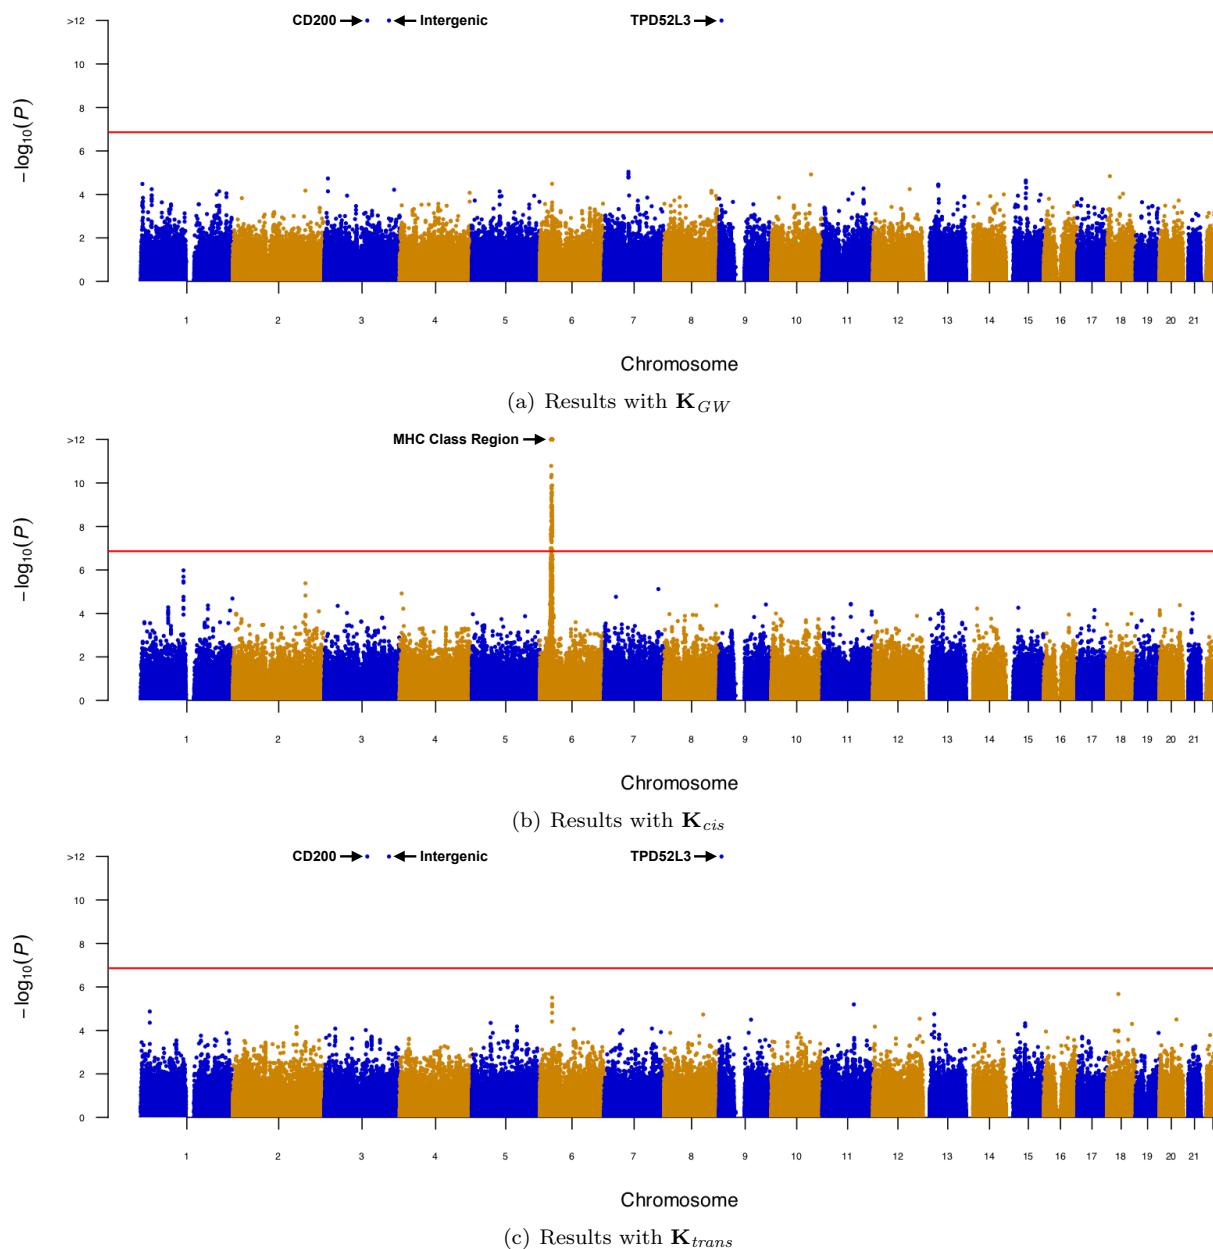 CD200 Intergenic TPD52L3
>12
10
8
6
4
2
0
−log₁₀(P)
1 2 3 4 5 6 7 8 9 10 11 12 13 14 15 16 17 18 19 20 21
Chromosome
(a) Results with K_GW
MHC Class Region
>12
10
8
6
4
2
0
−log₁₀(P)
1 2 3 4 5 6 7 8 9 10 11 12 13 14 15 16 17 18 19 20 21
Chromosome
(b) Results with K_cis
CD200 Intergenic TPD52L3
>12
10
8
6
4
2
0
−log₁₀(P)
1 2 3 4 5 6 7 8 9 10 11 12 13 14 15 16 17 18 19 20 21
Chromosome
(c) Results with K_trans